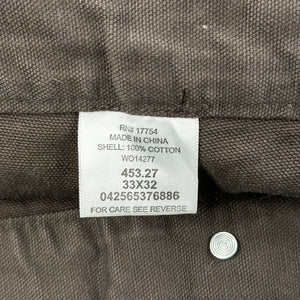 RN# 17754
MADE IN CHINA
SHELL: 100% COTTON
WO14277
453.27
33X32
042565376886
FOR CARE SEE REVERSE